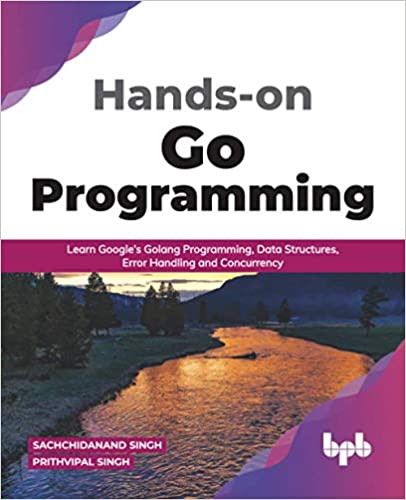 Hands-on
Go
Programming
Learn Google's Golang Programming, Data Structures,
Error Handling and Concurrency
SACHCHIDANAND SINGH
PRITHVIPAL SINGH
bpb